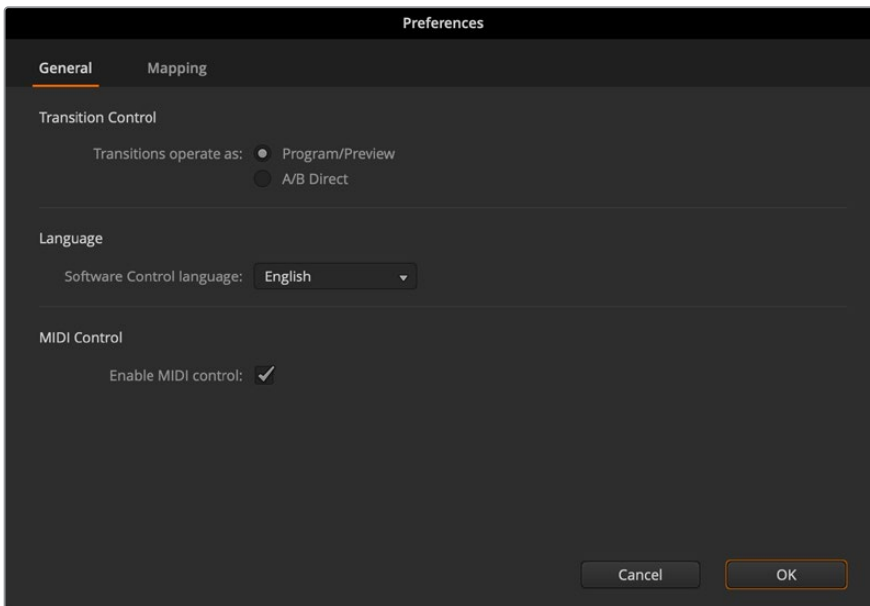 Preferences
General Mapping
Transition Control
Transitions operate as: Program/Preview
A/B Direct
Language
Software Control language: English
MIDI Control
Enable MIDI control:
Cancel OK